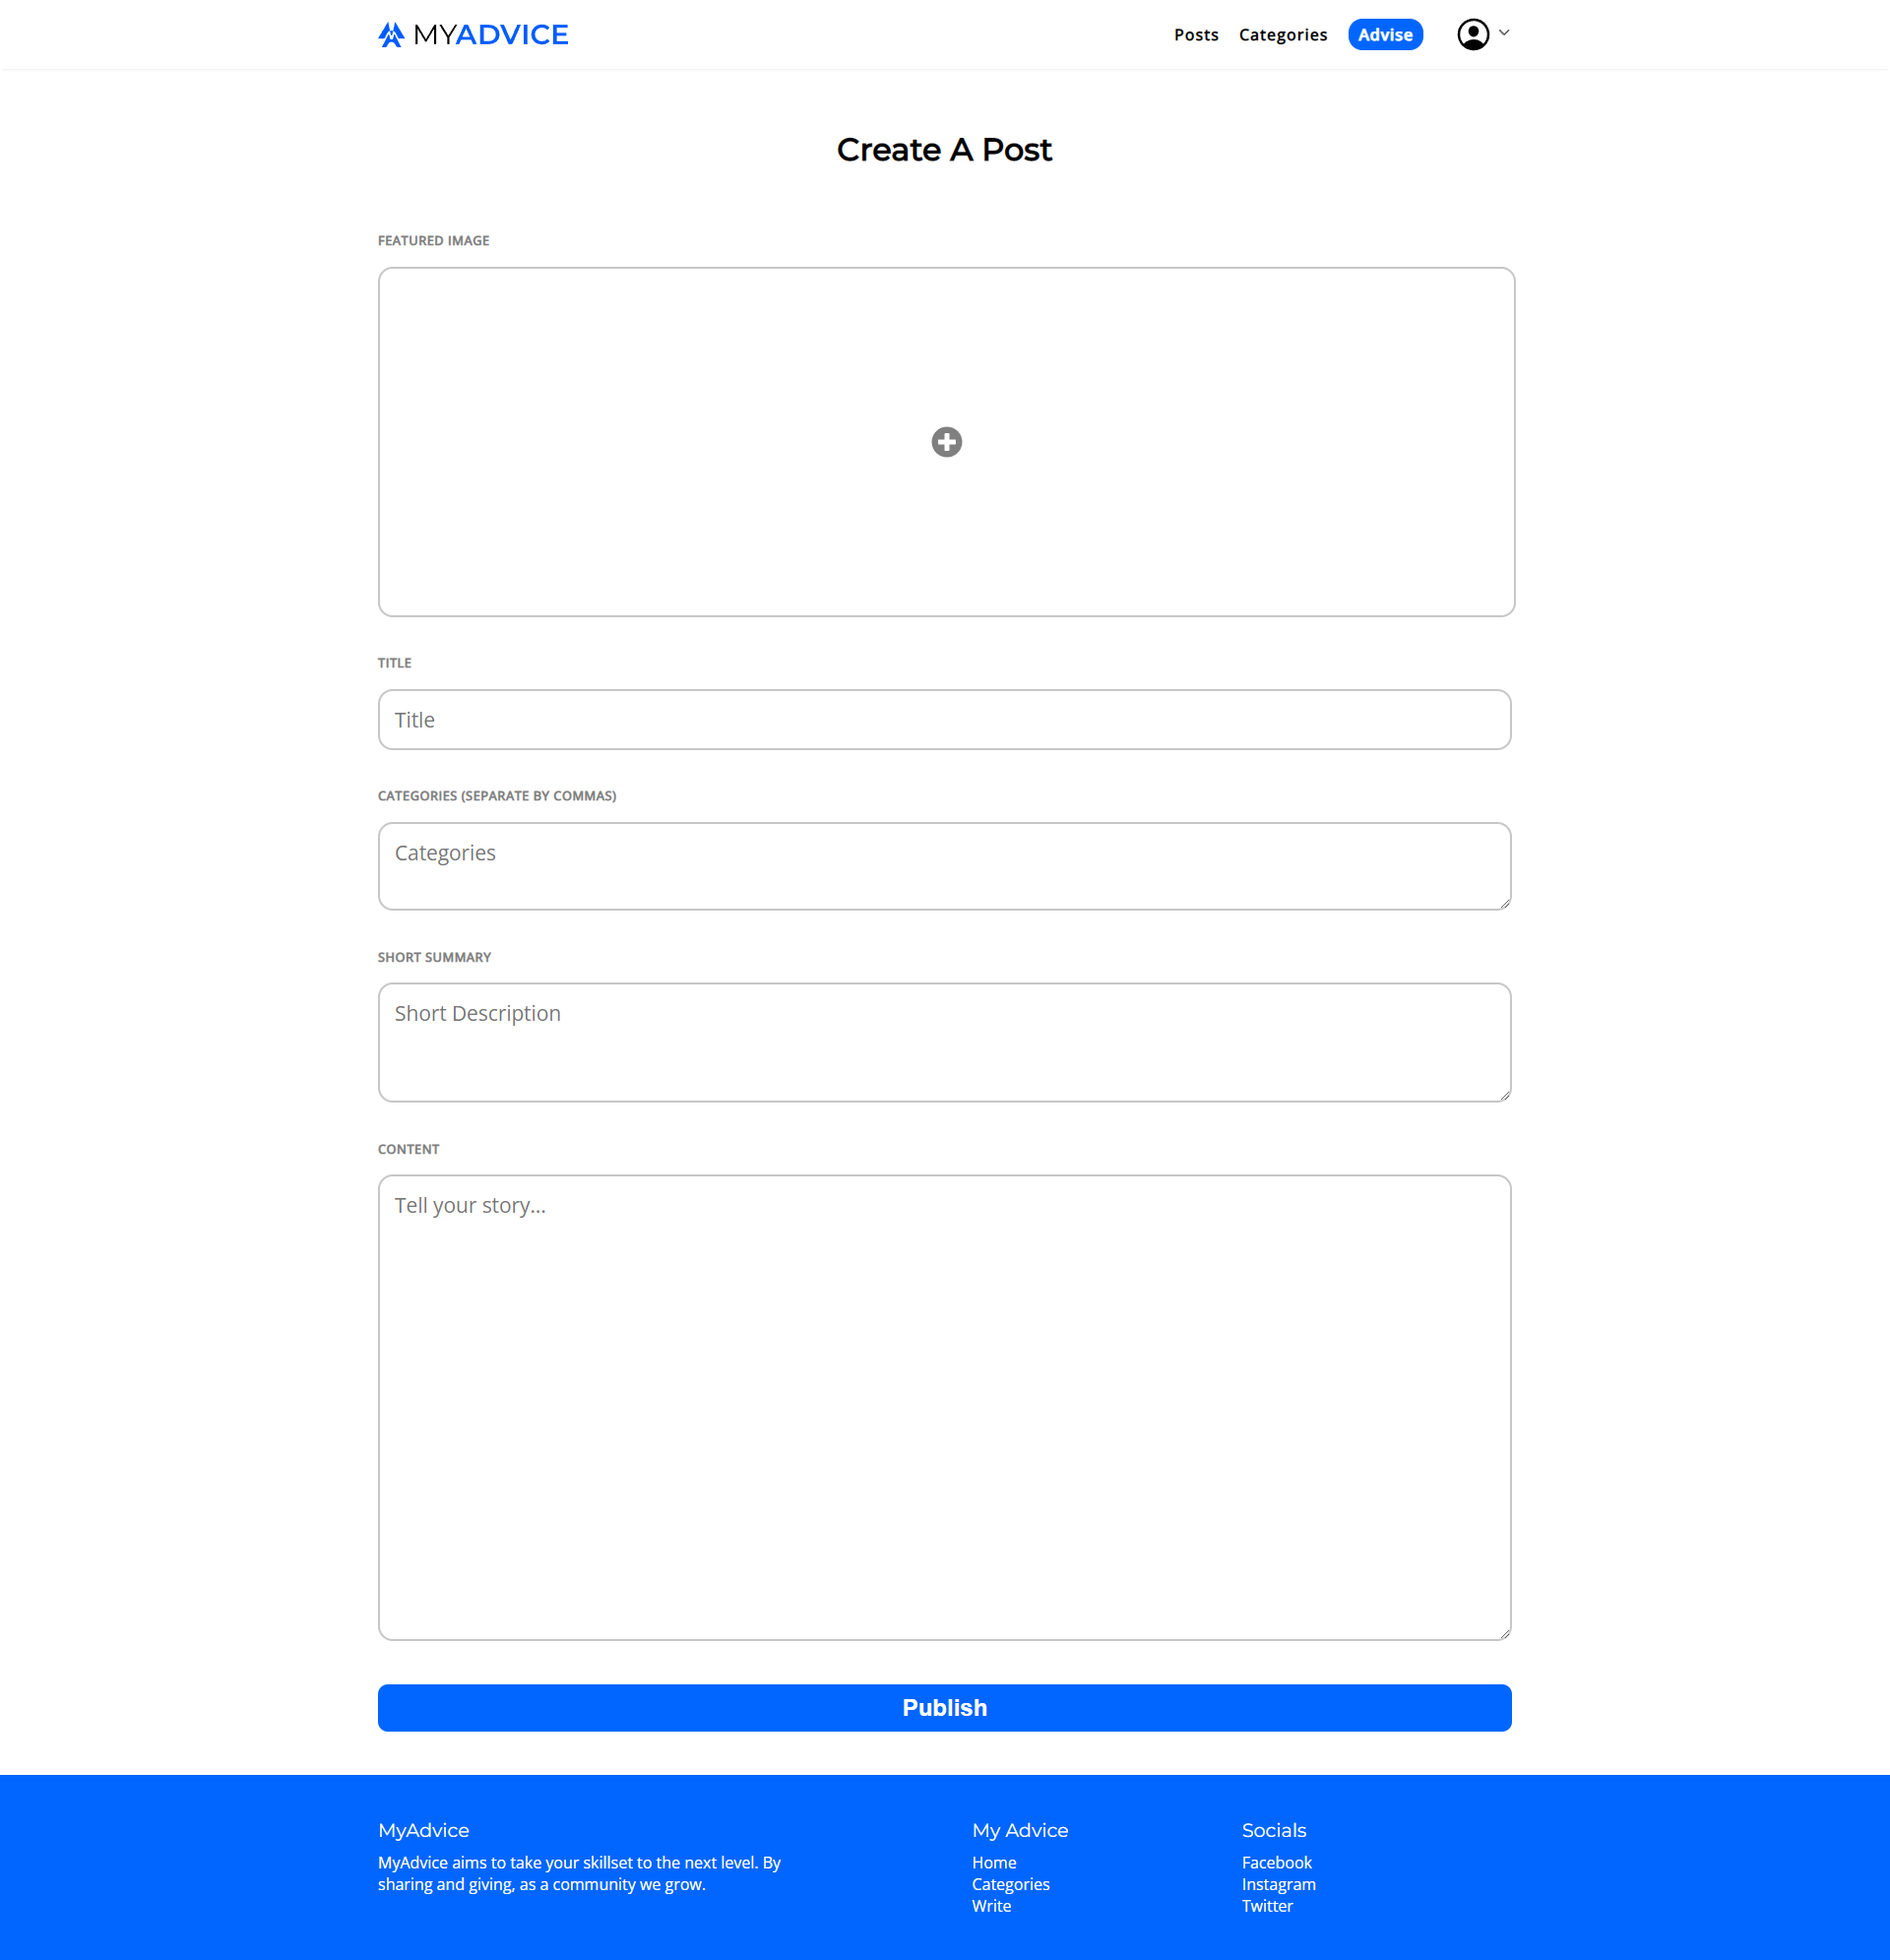 MYADVICE
Posts Categories Advise
Create A Post
FEATURED IMAGE
TITLE
Title
CATEGORIES (SEPARATE BY COMMAS)
Categories
SHORT SUMMARY
Short Description
CONTENT
Tell your story...
Publish
MyAdvice
MyAdvice aims to take your skillset to the next level. By
sharing and giving, as a community we grow.
My Advice
Home
Categories
Write
Socials
Facebook
Instagram
Twitter